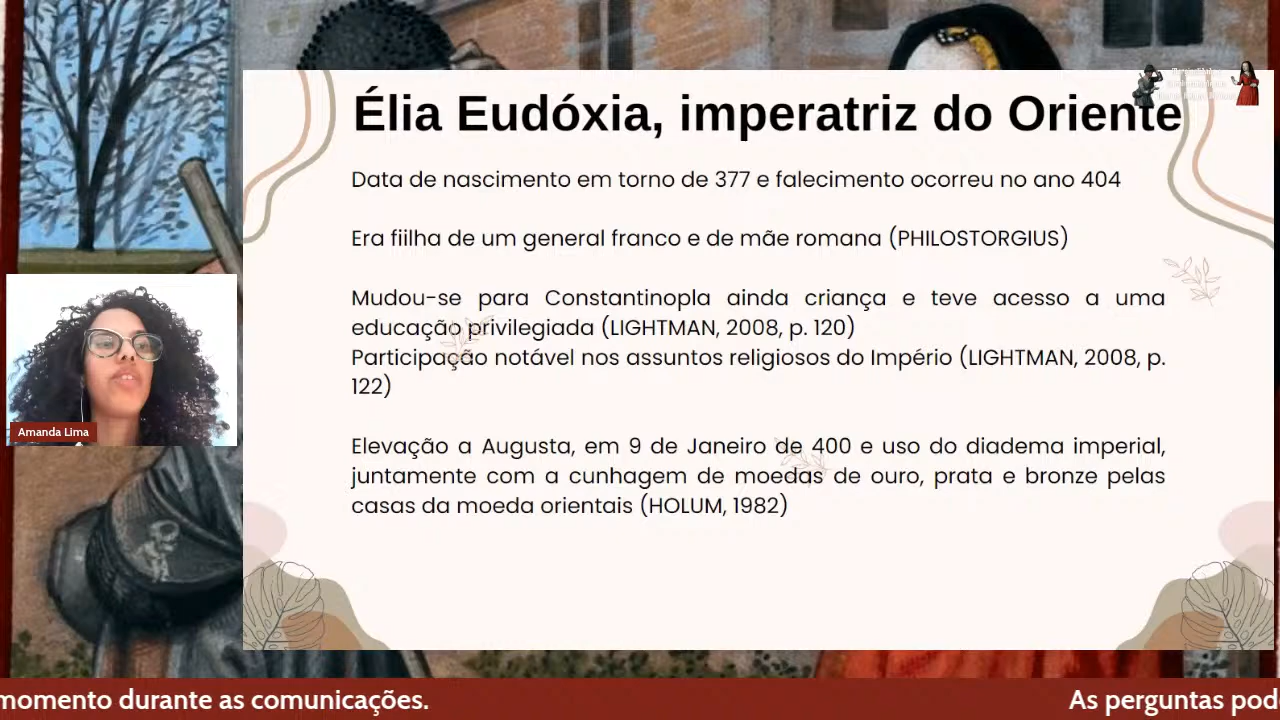 Élia Eudóxia, imperatriz do Oriente
Data de nascimento em torno de 377 e falecimento ocorreu no ano 404
Era fiilha de um general franco e de mãe romana (PHILOSTORGIUS)
Mudou-se para Constantinopla ainda criança e teve acesso a uma
educação privilegiada (LIGHTMAN, 2008, p. 120)
Participação notável nos assuntos religiosos do Império (LIGHTMAN, 2008, p.
122)
Elevação a Augusta, em 9 de Janeiro de 400 e uso do diadema imperial,
juntamente com a cunhagem de moedas de ouro, prata e bronze pelas
casas da moeda orientais (HOLUM, 1982)
Amanda Lima
momento durante as comunicações.
As perguntas pod